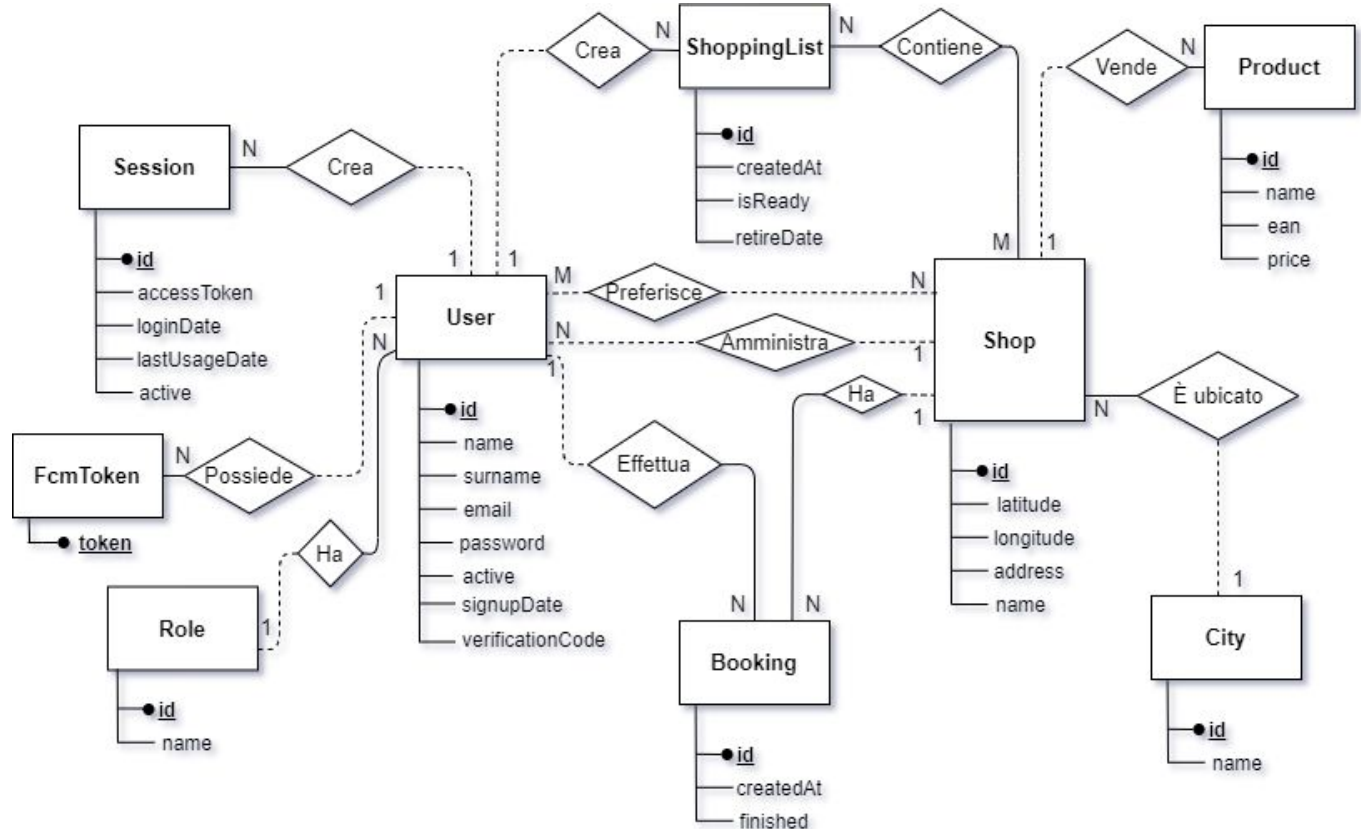 Crea
N
ShoppingList
N
Contiene
Vende
N
Product
id
createdAt
isReady
retireDate
id
name
ean
price
Session
N
Crea
id
accessToken
loginDate
lastUsageDate
active
1
1
M
1
1
M
Preferisce
N
User
N
Amministra
1
Shop
1
N
Ha
1
N
È ubicato
id
name
surname
email
password
active
signupDate
verificationCode
Effettua
FcmToken
N
Possiede
token
Ha
id
latitude
longitude
address
name
Role
1
id
name
N
N
Booking
id
createdAt
finished
1
City
id
name